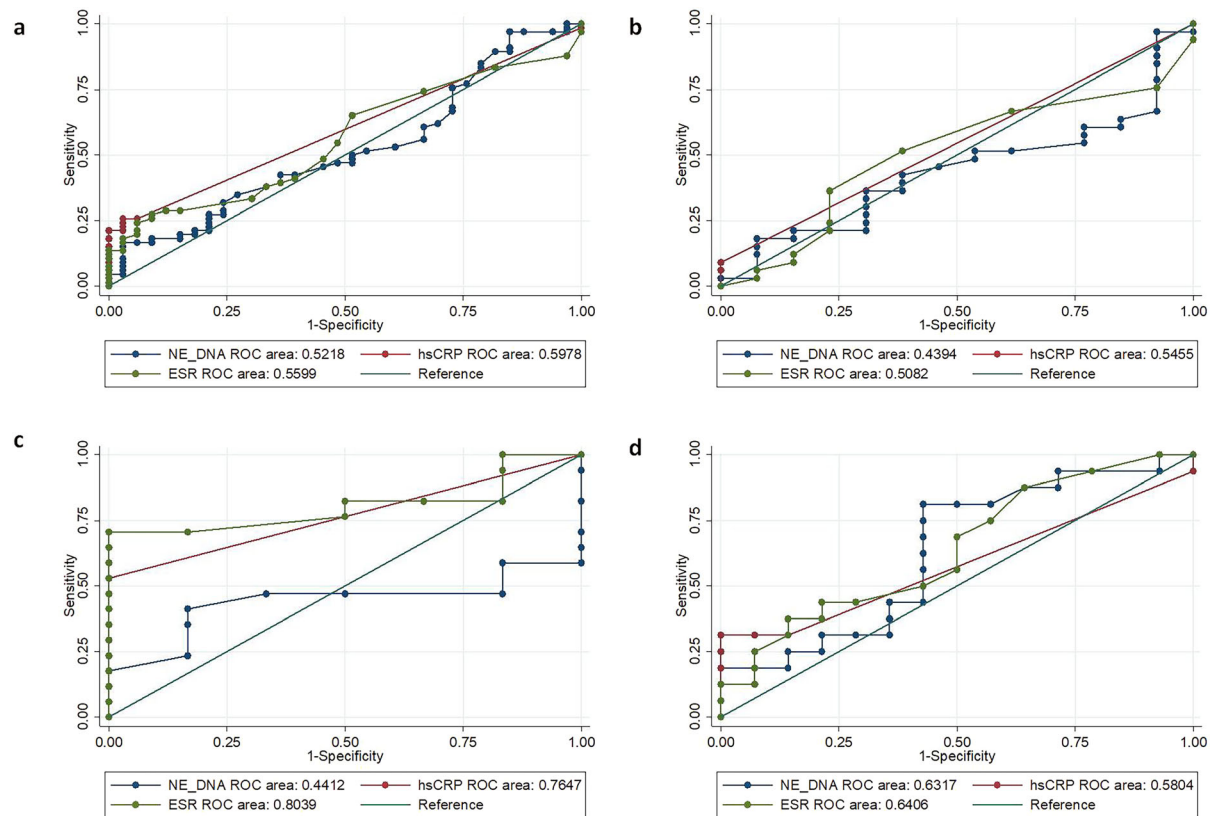 a
Sensitivity
1.00
0.75
0.50
0.25
0.00
0.00 0.25 0.50 0.75 1.00
1-Specificity
NE_DNA ROC area: 0.5218 hsCRP ROC area: 0.5978
ESR ROC area: 0.5599 Reference
b
Sensitivity
1.00
0.75
0.50
0.25
0.00
0.00 0.25 0.50 0.75 1.00
1-Specificity
NE_DNA ROC area: 0.4394 hsCRP ROC area: 0.5455
ESR ROC area: 0.5082 Reference
c
Sensitivity
1.00
0.75
0.50
0.25
0.00
0.00 0.25 0.50 0.75 1.00
1-Specificity
NE_DNA ROC area: 0.4412 hsCRP ROC area: 0.7647
ESR ROC area: 0.8039 Reference
d
Sensitivity
1.00
0.75
0.50
0.25
0.00
0.00 0.25 0.50 0.75 1.00
1-Specificity
NE_DNA ROC area: 0.6317 hsCRP ROC area: 0.5804
ESR ROC area: 0.6406 Reference